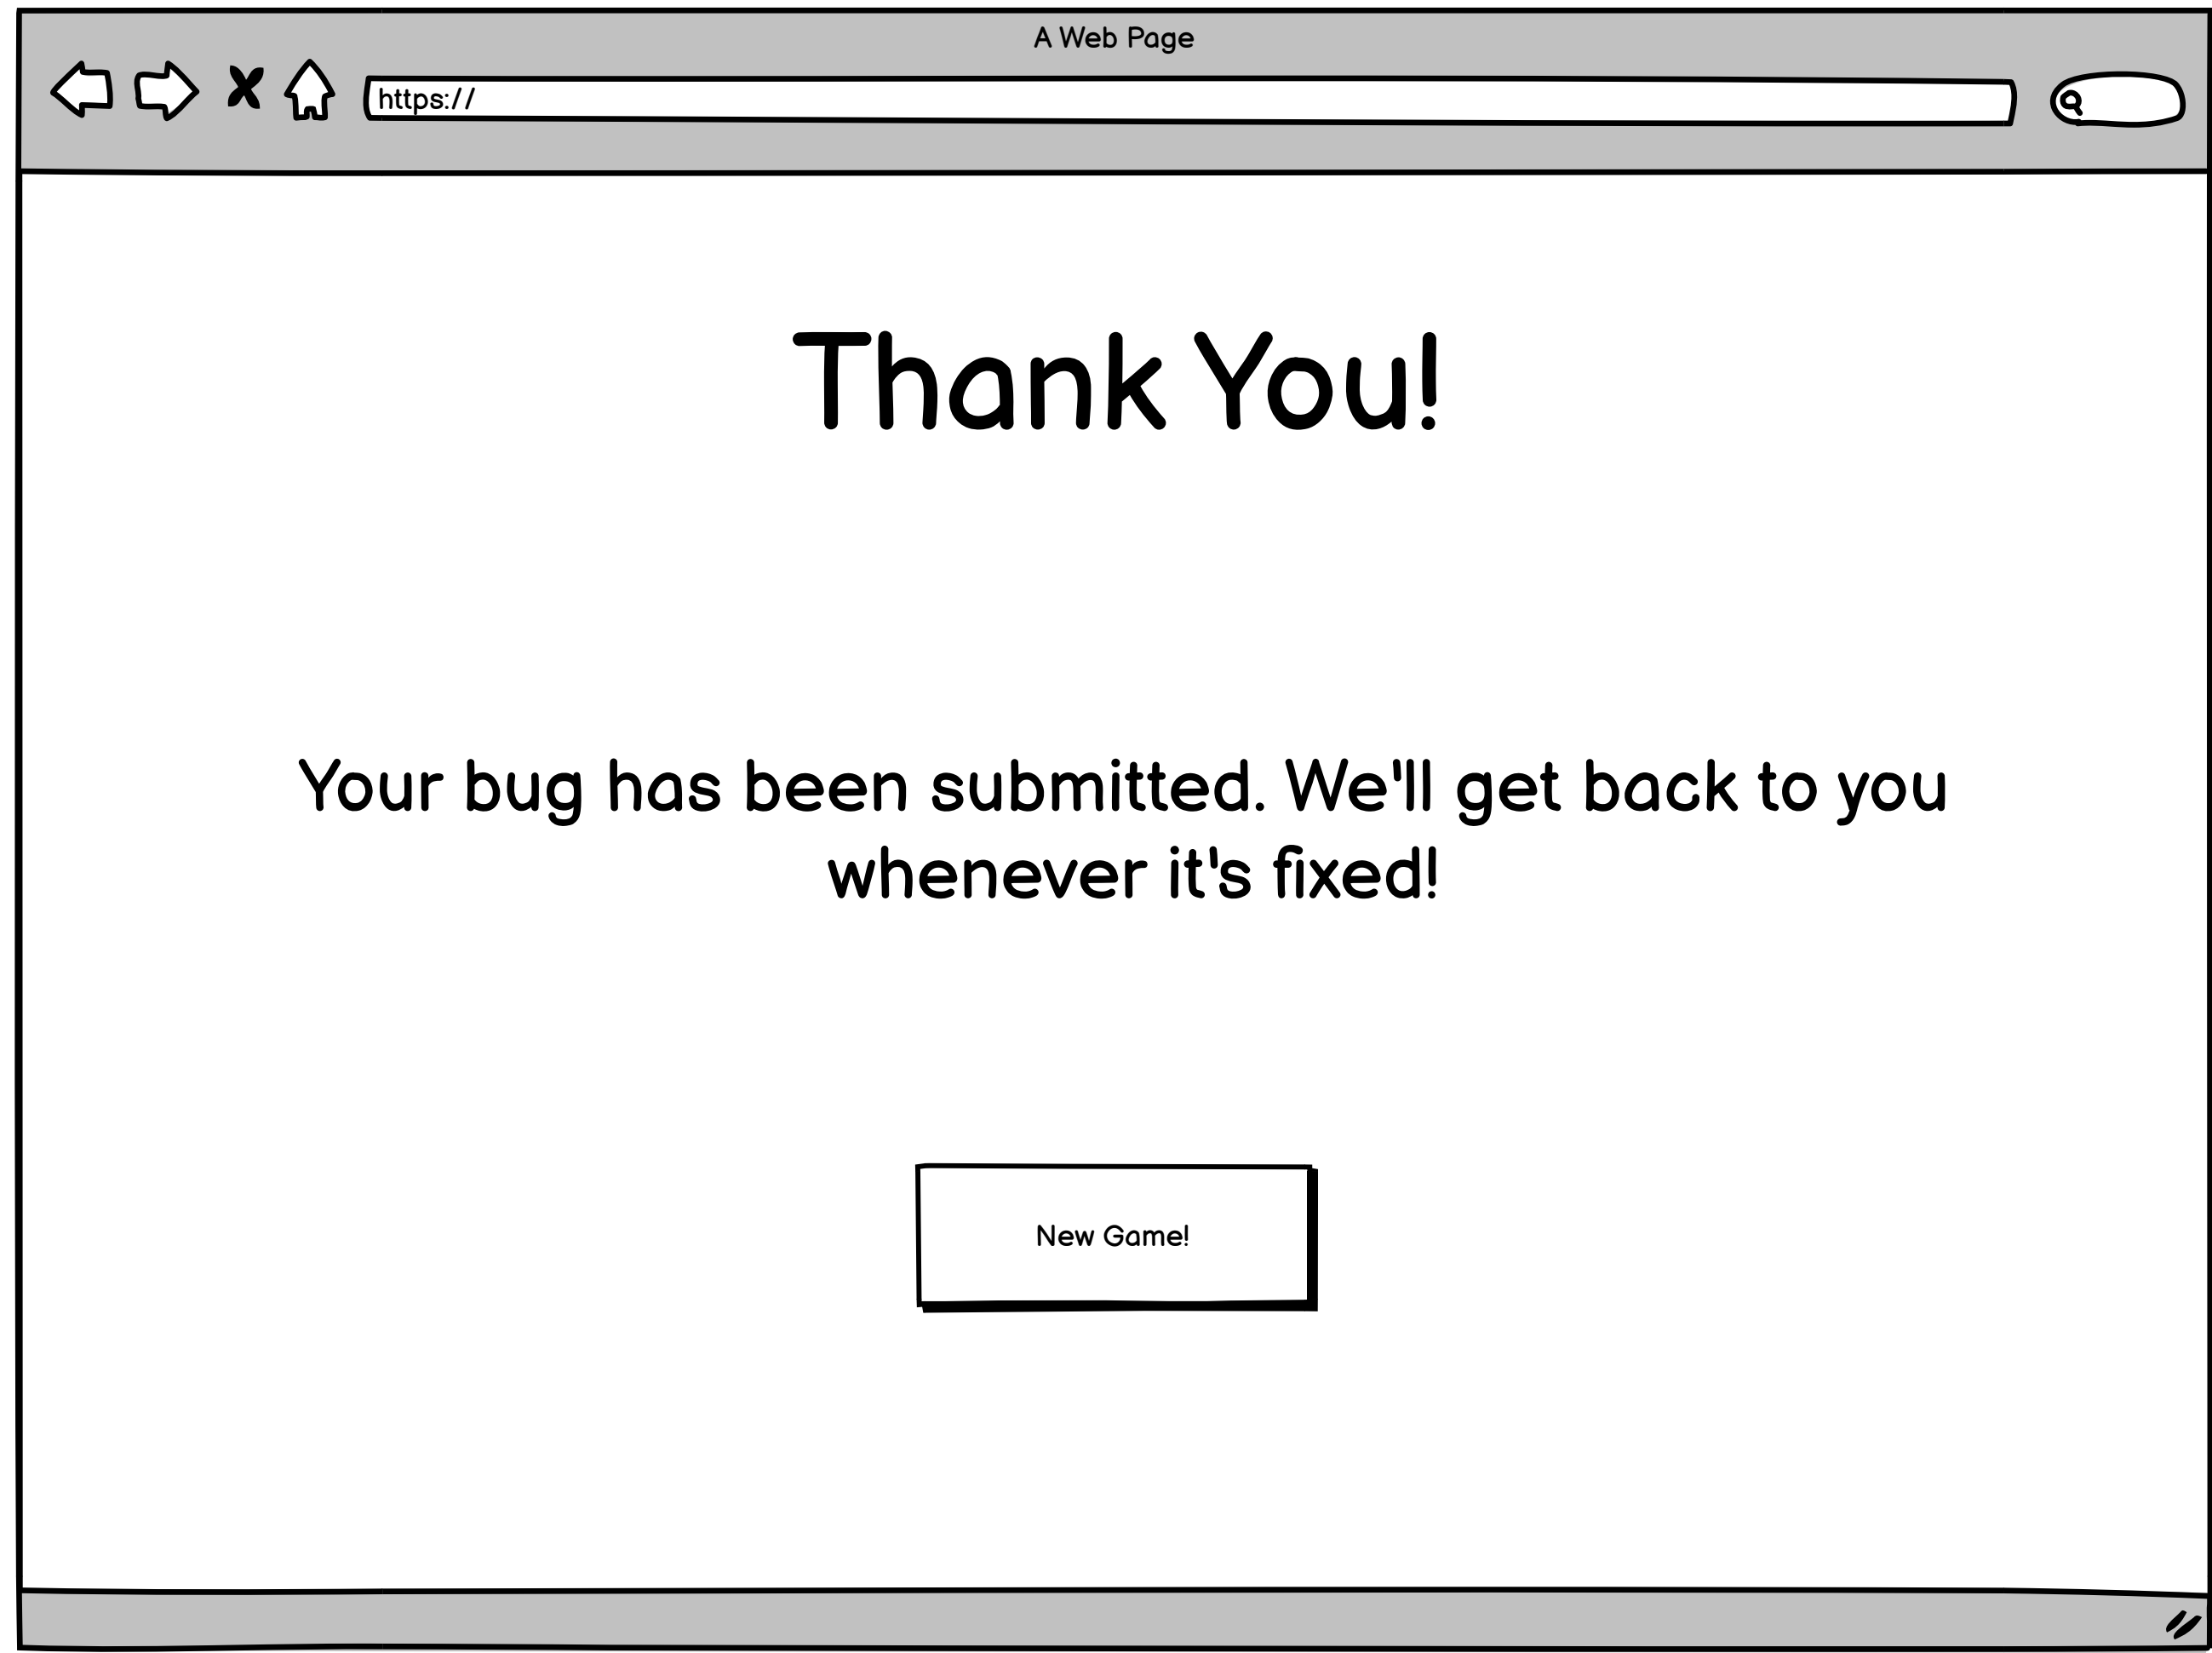 A Web Page
https://
Thank You!
Your bug has been submitted. We'll get back to you
whenever it's fixed!
New Game!